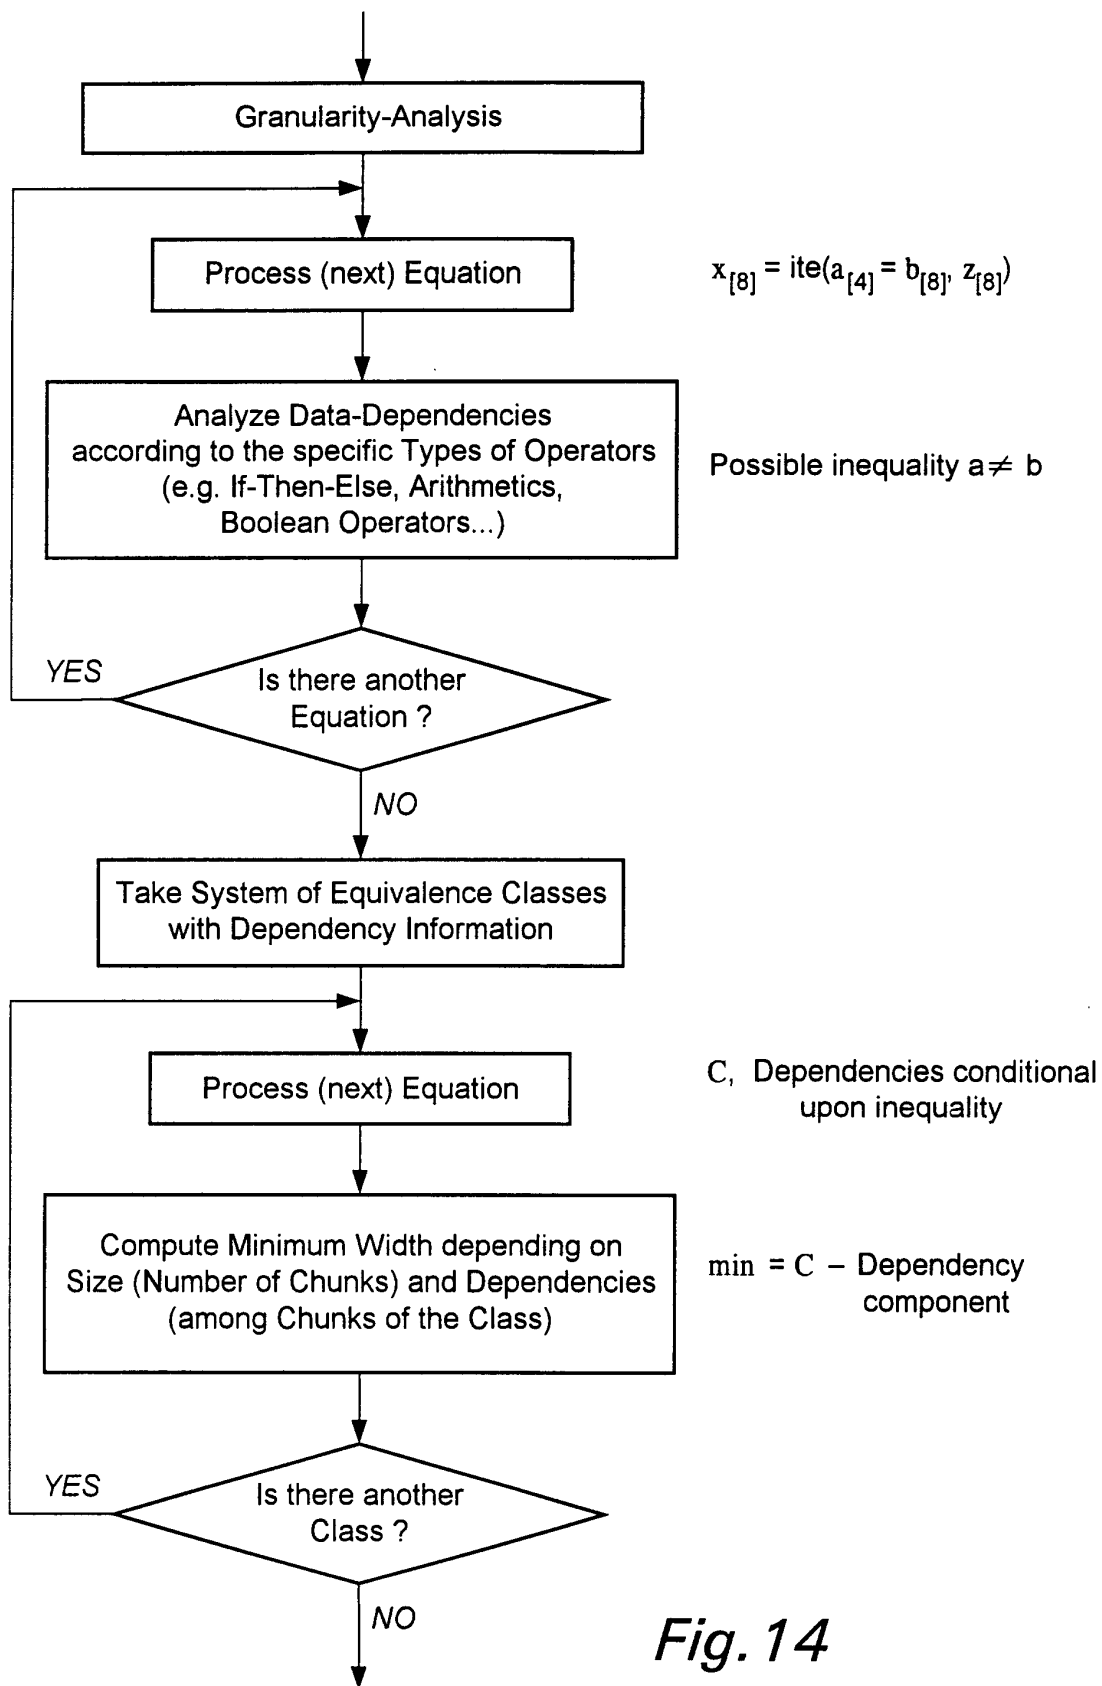 Granularity-Analysis
Process (next) Equation
x[8] = ite(a[4] = b[8], z[8])
Analyze Data-Dependencies
according to the specific Types of Operators
(e.g. If-Then-Else, Arithmetics,
Boolean Operators...)
Possible inequality a ≠ b
YES
Is there another
Equation ?
NO
Take System of Equivalence Classes
with Dependency Information
Process (next) Equation
C, Dependencies conditional
upon inequality
Compute Minimum Width depending on
Size (Number of Chunks) and Dependencies
(among Chunks of the Class)
min = C – Dependency
component
YES
Is there another
Class ?
NO
Fig. 14